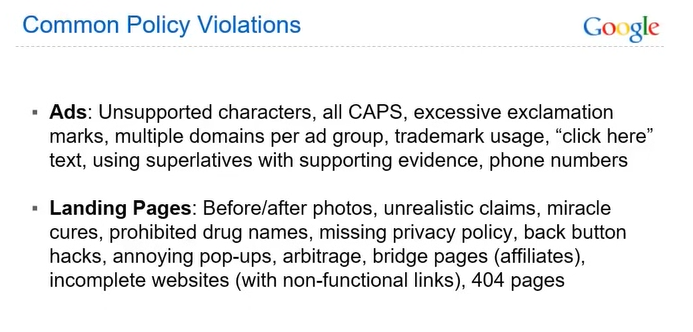 Common Policy Violations
Google
▪ Ads: Unsupported characters, all CAPS, excessive exclamation
marks, multiple domains per ad group, trademark usage, “click here”
text, using superlatives with supporting evidence, phone numbers
▪ Landing Pages: Before/after photos, unrealistic claims, miracle
cures, prohibited drug names, missing privacy policy, back button
hacks, annoying pop-ups, arbitrage, bridge pages (affiliates),
incomplete websites (with non-functional links), 404 pages